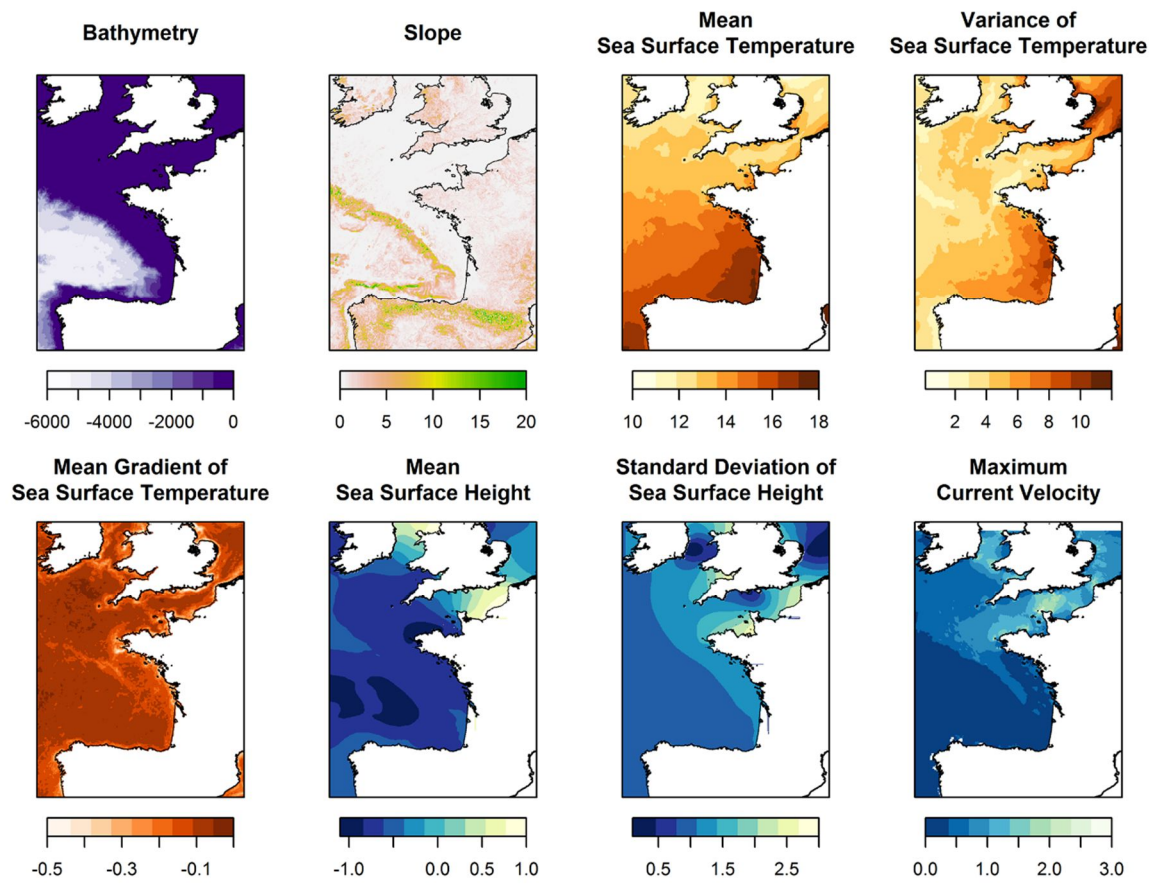 Bathymetry
Slope
Mean
Sea Surface Temperature
Variance of
Sea Surface Temperature
-6000 -4000 -2000 0
0 5 10 15 20
10 12 14 16 18
2 4 6 8 10
Mean Gradient of
Sea Surface Temperature
Mean
Sea Surface Height
Standard Deviation of
Sea Surface Height
Maximum
Current Velocity
-0.5 -0.3 -0.1
-1.0 0.0 0.5 1.0
0.5 1.5 2.5
0.0 1.0 2.0 3.0